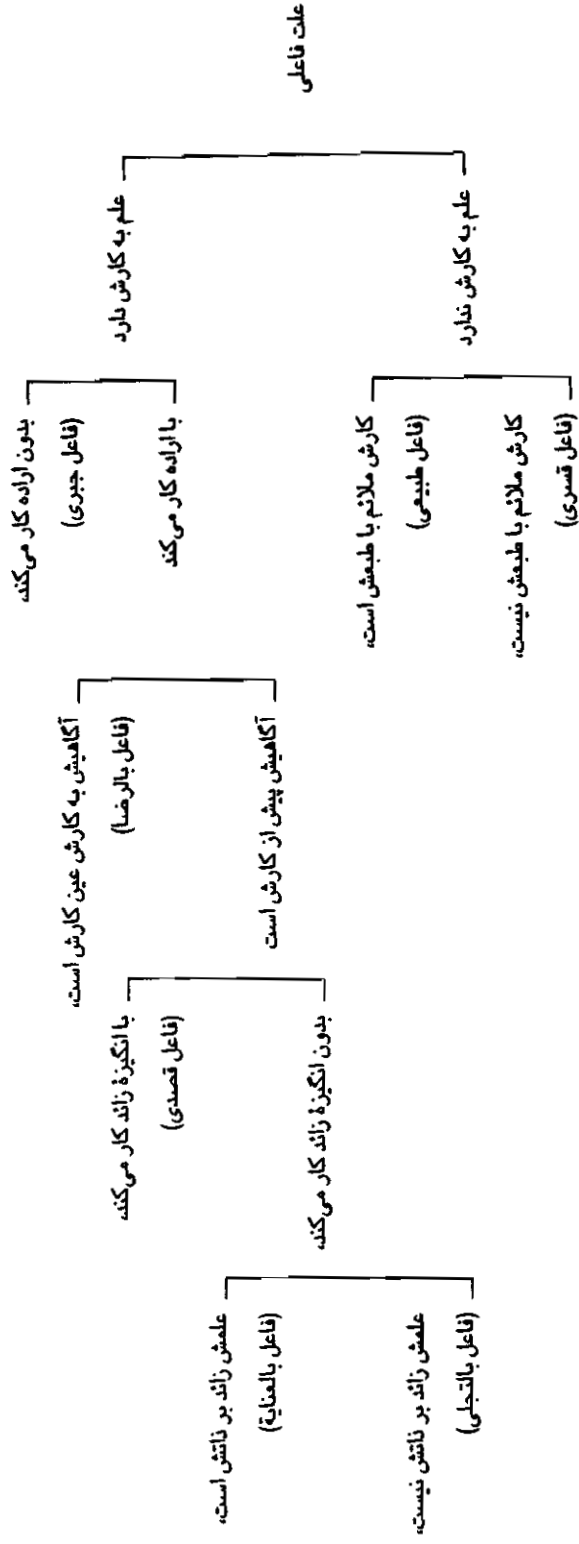 علت فاعلی
علم به کارش دارد
بدون اراده کار می‌کند،
(فاعل جبری)
با اراده کار می‌کند
آگاهیش به کارش عین کارش است،
(فاعل بالرضا)
آگاهیش پیش از کارش است
با انگیزهٔ زائد کار می‌کند،
(فاعل قصدی)
بدون انگیزهٔ زائد کار می‌کند،
علمش زائد بر ذاتش است،
(فاعل بالعنایة)
علمش زائد بر ذاتش نیست،
(فاعل بالتجلی)
علم به کارش ندارد
کارش ملائم با طبعش است،
(فاعل طبیعی)
کارش ملائم با طبعش نیست،
(فاعل قسری)